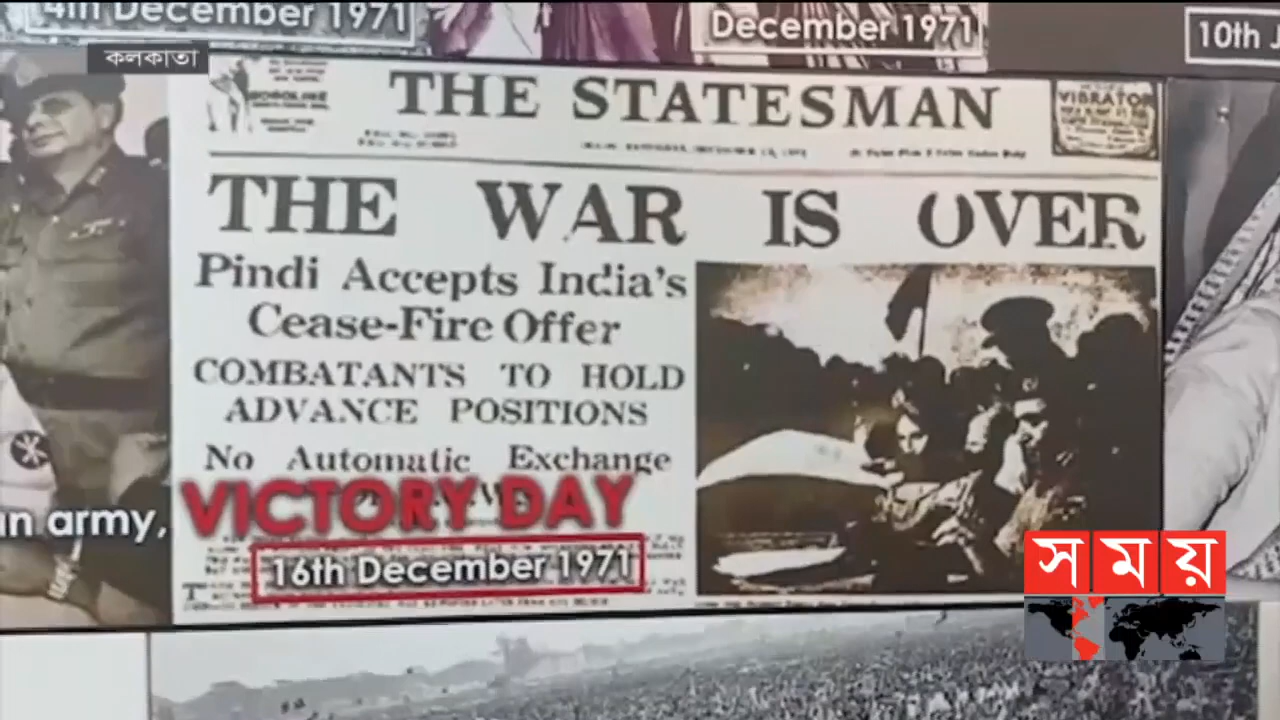 4th December 1971
December 1971
10th
কলকাতা
THE STATESMAN
VIBRATOR
THE WAR IS OVER
Pindi Accepts India's
Cease-Fire Offer
COMBATANTS TO HOLD
ADVANCE POSITIONS
No Automatic Exchange
VICTORY DAY
16th December 1971
army,
সময়